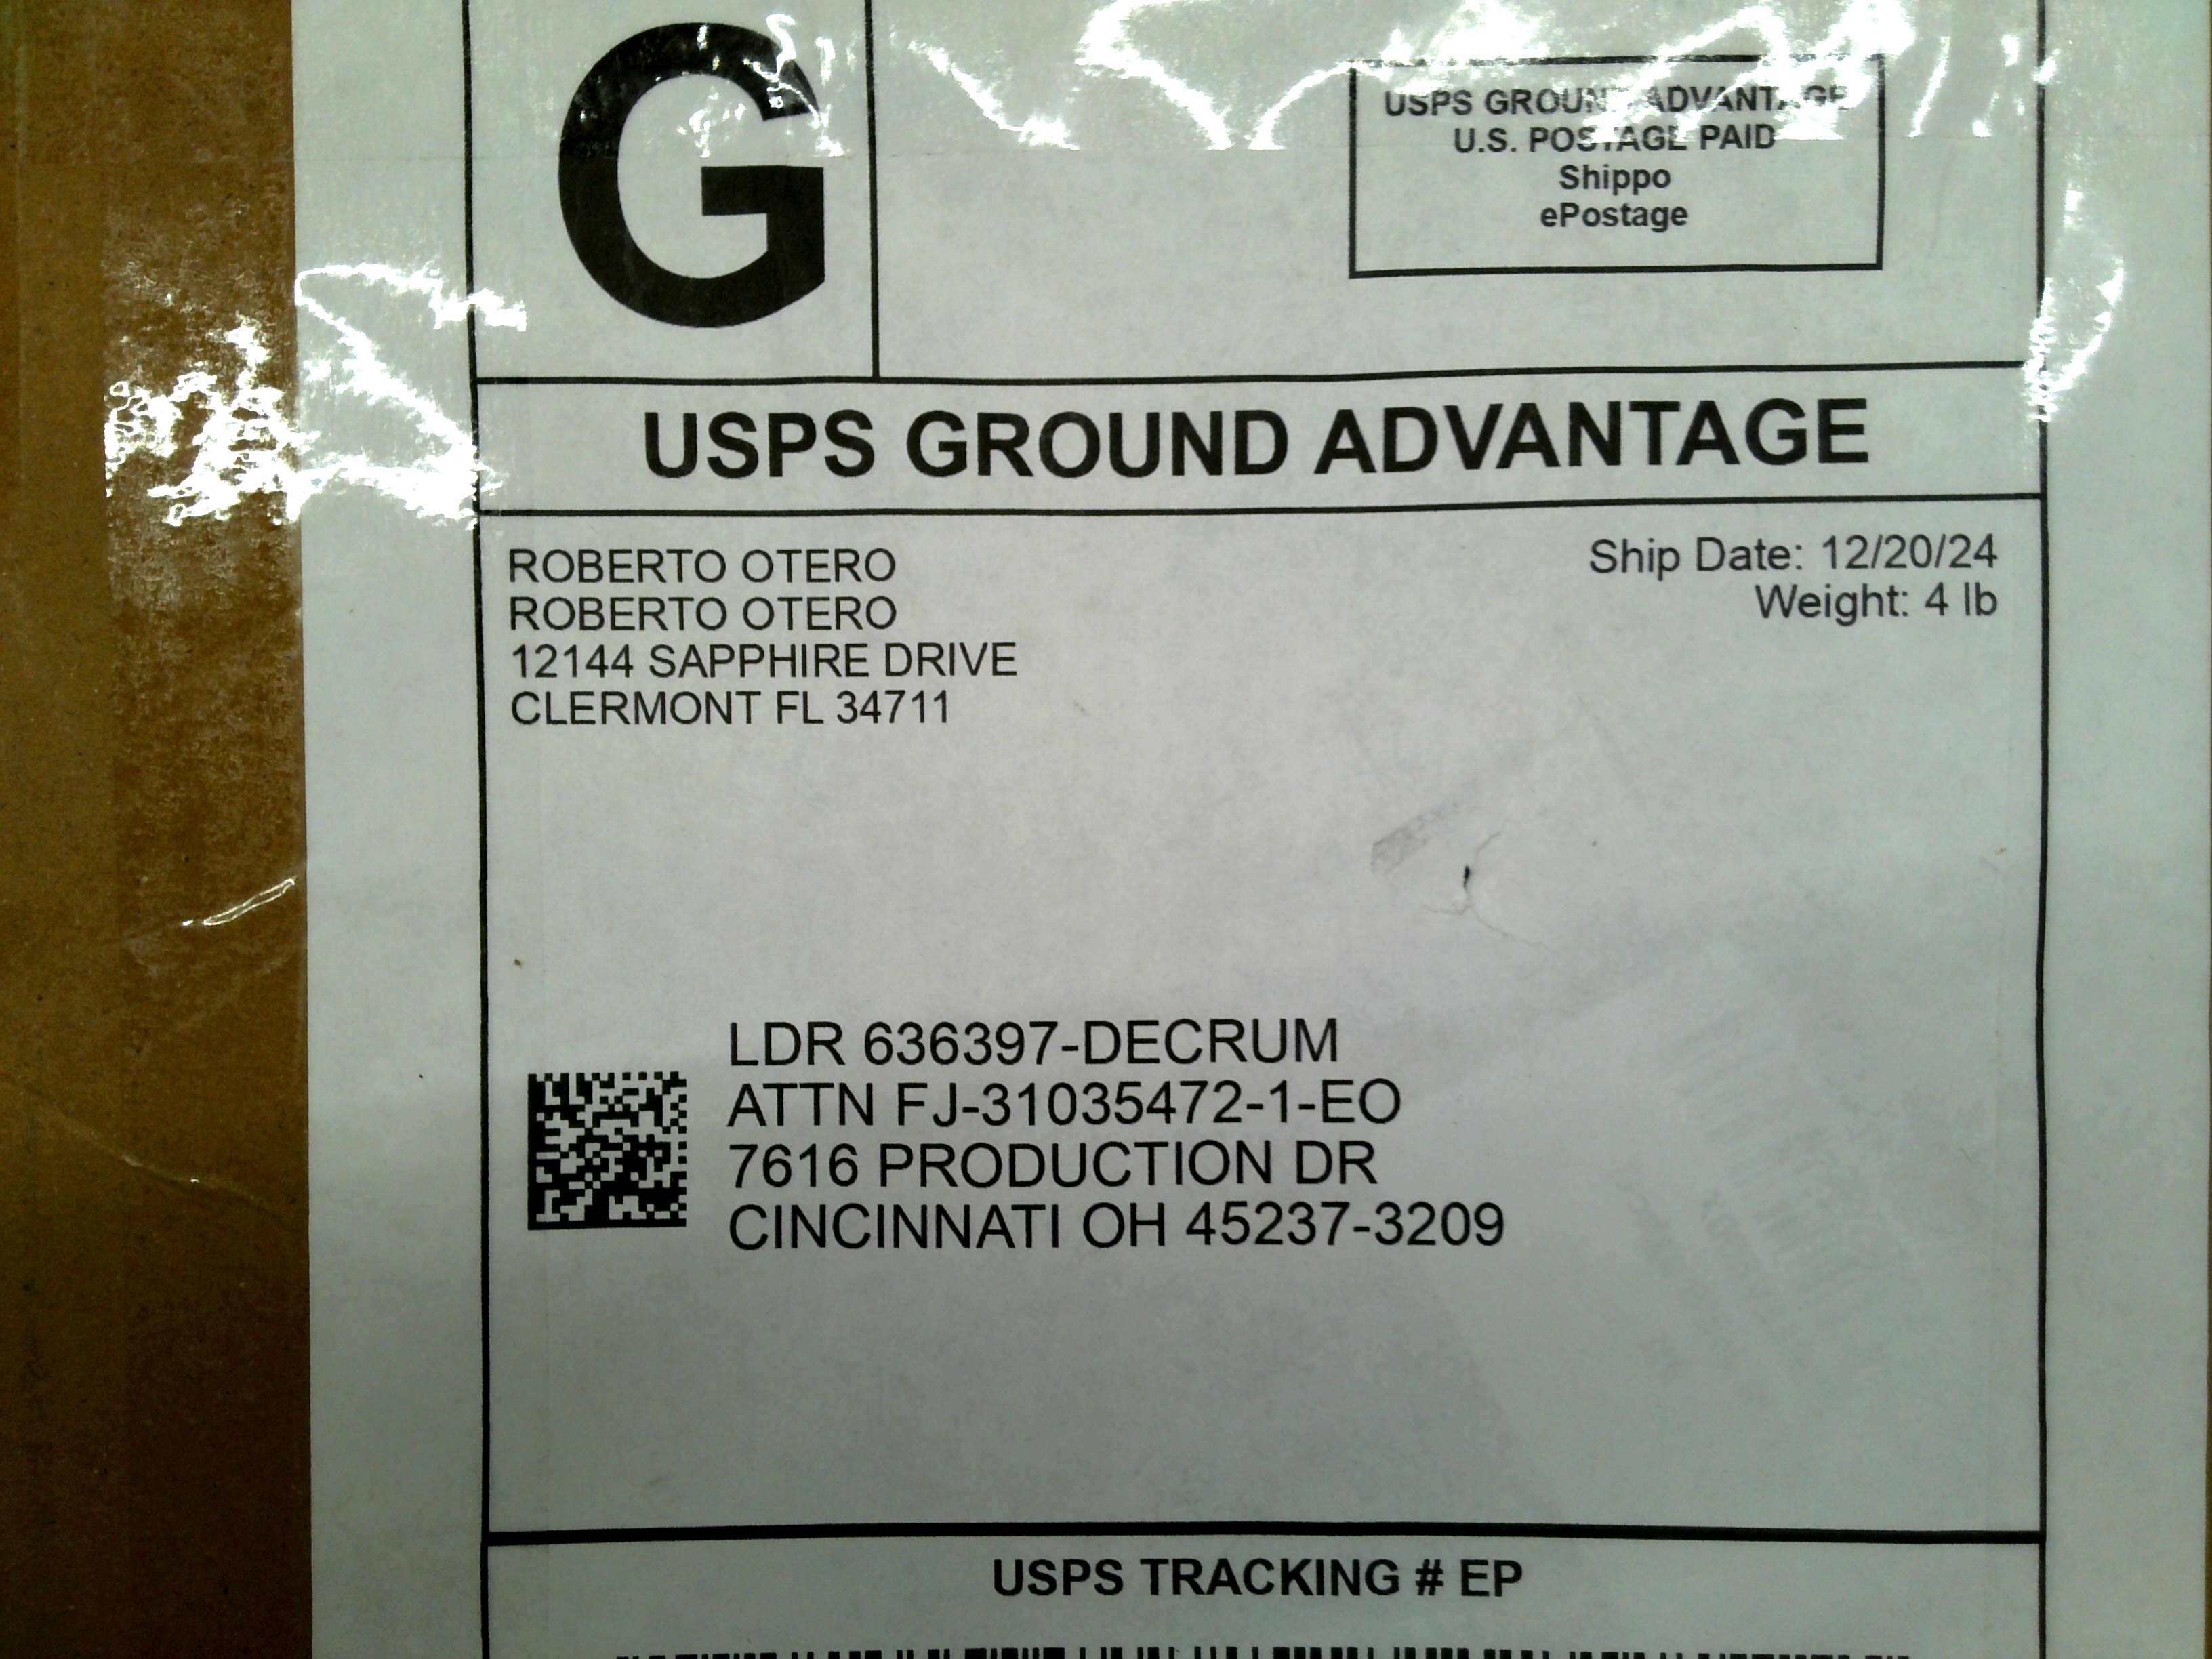 G
USPS GROUND ADVANTAGE
U.S. POSTAGE PAID
Shippo
ePostage
USPS GROUND ADVANTAGE
ROBERTO OTERO
ROBERTO OTERO
12144 SAPPHIRE DRIVE
CLERMONT FL 34711
Ship Date: 12/20/24
Weight: 4 lb
LDR 636397-DECRUM
ATTN FJ-31035472-1-EO
7616 PRODUCTION DR
CINCINNATI OH 45237-3209
USPS TRACKING # EP